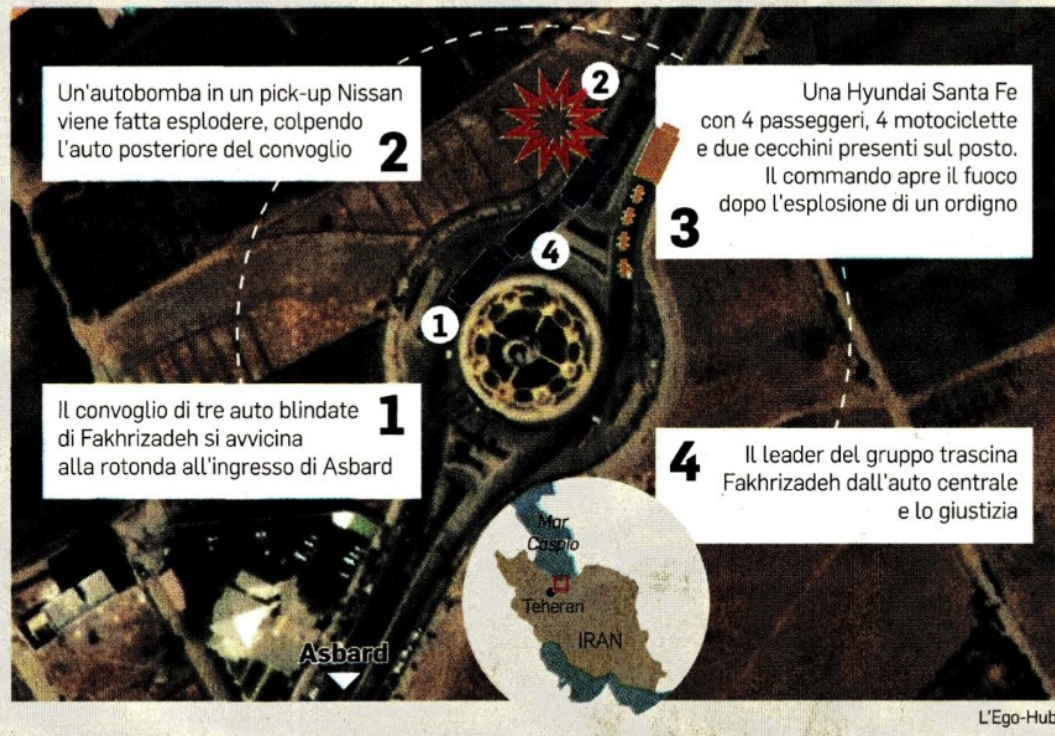 Un'autobomba in un pick-up Nissan
viene fatta esplodere, colpendo
l'auto posteriore del convoglio
2
2
Una Hyundai Santa Fe
con 4 passeggeri, 4 motociclette
e due cecchini presenti sul posto.
Il commando apre il fuoco
dopo l'esplosione di un ordigno
3
4
1
Il convoglio di tre auto blindate
di Fakhrizadeh si avvicina
alla rotonda all'ingresso di Asbard
1
4
Il leader del gruppo trascina
Fakhrizadeh dall'auto centrale
e lo giustizia
Mar
Caspio
Teheran
IRAN
Asbard
L'Ego-Hub